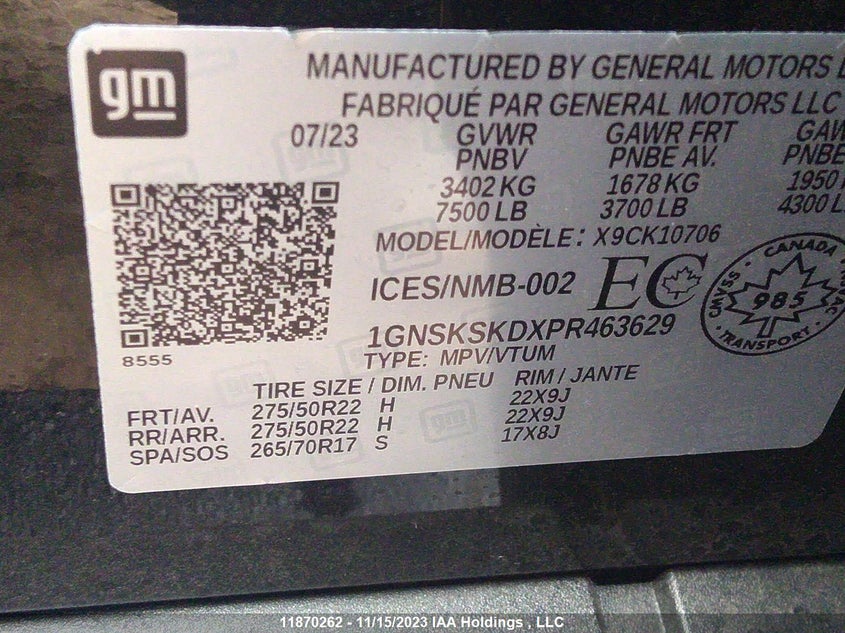 gm
MANUFACTURED BY GENERAL MOTORS
FABRIQUÉ PAR GENERAL MOTORS LLC
07/23 GVWR GAWR FRT
PNBV PNBE AV. PNBE
3402 KG 1678 KG 1950
7500 LB 3700 LB 4300
MODEL/MODÈLE: X9CK10706
ICES/NMB-002 EC
CANADA
985
TRANSPORT
CMVSS
1GNSKSKDXPR463629
8555
TYPE: MPV/VTUM
TIRE SIZE / DIM. PNEU RIM / JANTE
FRT/AV. 275/50R22 H 22X9J
RR/ARR. 275/50R22 H 22X9J
SPA/SOS 265/70R17 S 17X8J
11870262 - 11/15/2023 IAA Holdings , LLC